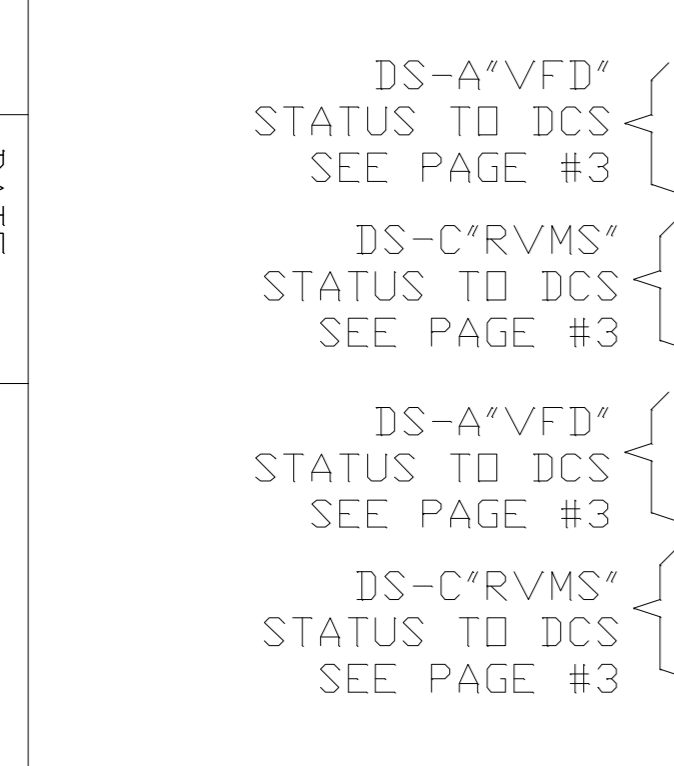 DS-A"VFD"
STATUS TO DCS
SEE PAGE #3
DS-C"RVMS"
STATUS TO DCS
SEE PAGE #3
DS-A"VFD"
STATUS TO DCS
SEE PAGE #3
DS-C"RVMS"
STATUS TO DCS
SEE PAGE #3